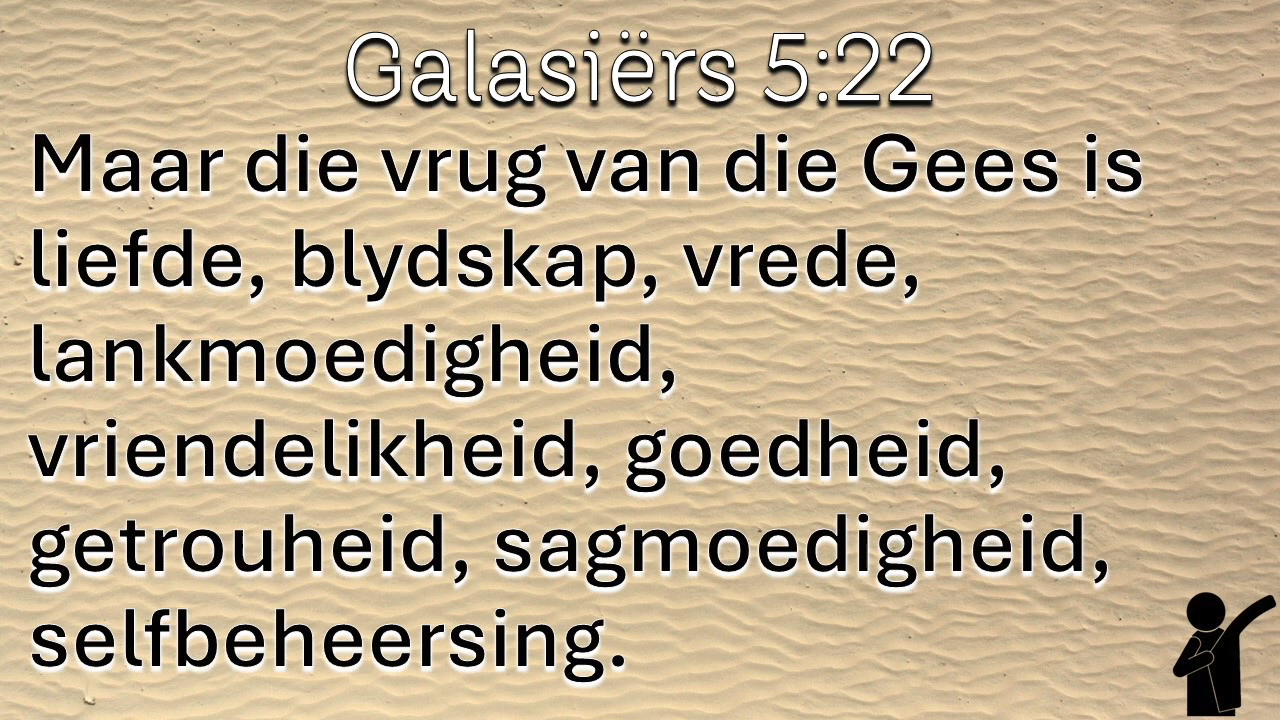 Galasiërs 5:22
Maar die vrug van die Gees is
liefde, blydskap, vrede,
lankmoedigheid,
vriendelikheid, goedheid,
getrouheid, sagmoedigheid,
selfbeheersing.